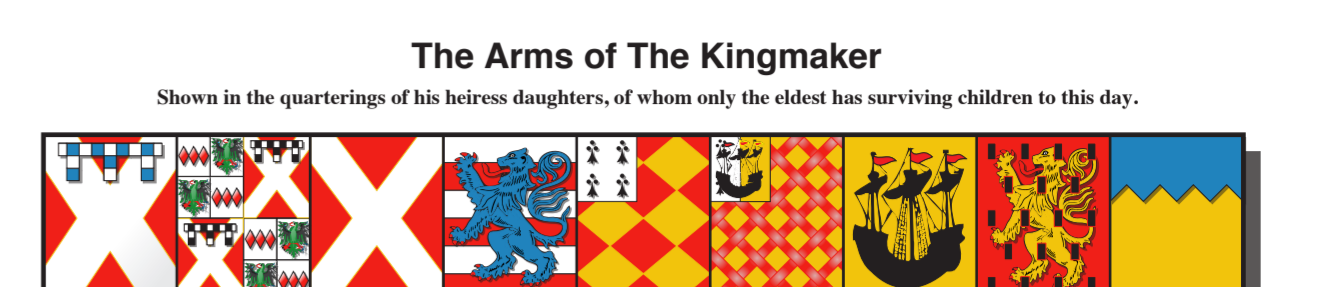 The Arms of The Kingmaker
Shown in the quarterings of his heiress daughters, of whom only the eldest has surviving children to this day.